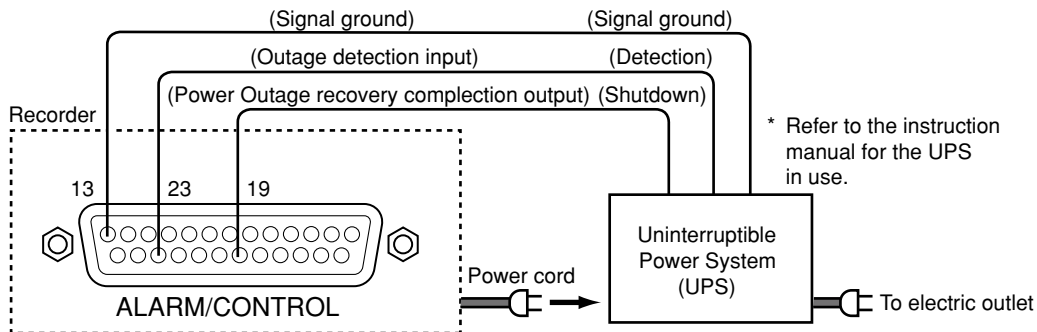 (Signal ground) (Signal ground)
(Outage detection input) (Detection)
(Power Outage recovery complection output) (Shutdown)
Recorder
* Refer to the instruction
manual for the UPS
in use.
13 23 19
Uninterruptible
Power System
(UPS)
Power cord
ALARM/CONTROL
To electric outlet